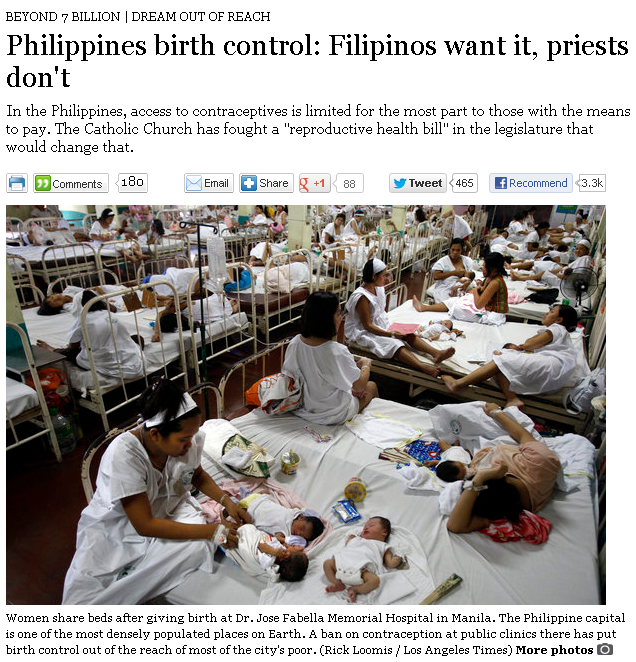 BEYOND 7 BILLION | DREAM OUT OF REACH
Philippines birth control: Filipinos want it, priests
don't
In the Philippines, access to contraceptives is limited for the most part to those with the means
to pay. The Catholic Church has fought a "reproductive health bill" in the legislature that
would change that.
Comments 180 Email Share +1 88 Tweet 465 Recommend 3.3k
Women share beds after giving birth at Dr. Jose Fabella Memorial Hospital in Manila. The Philippine capital
is one of the most densely populated places on Earth. A ban on contraception at public clinics there has put
birth control out of the reach of most of the city's poor. (Rick Loomis / Los Angeles Times) More photos